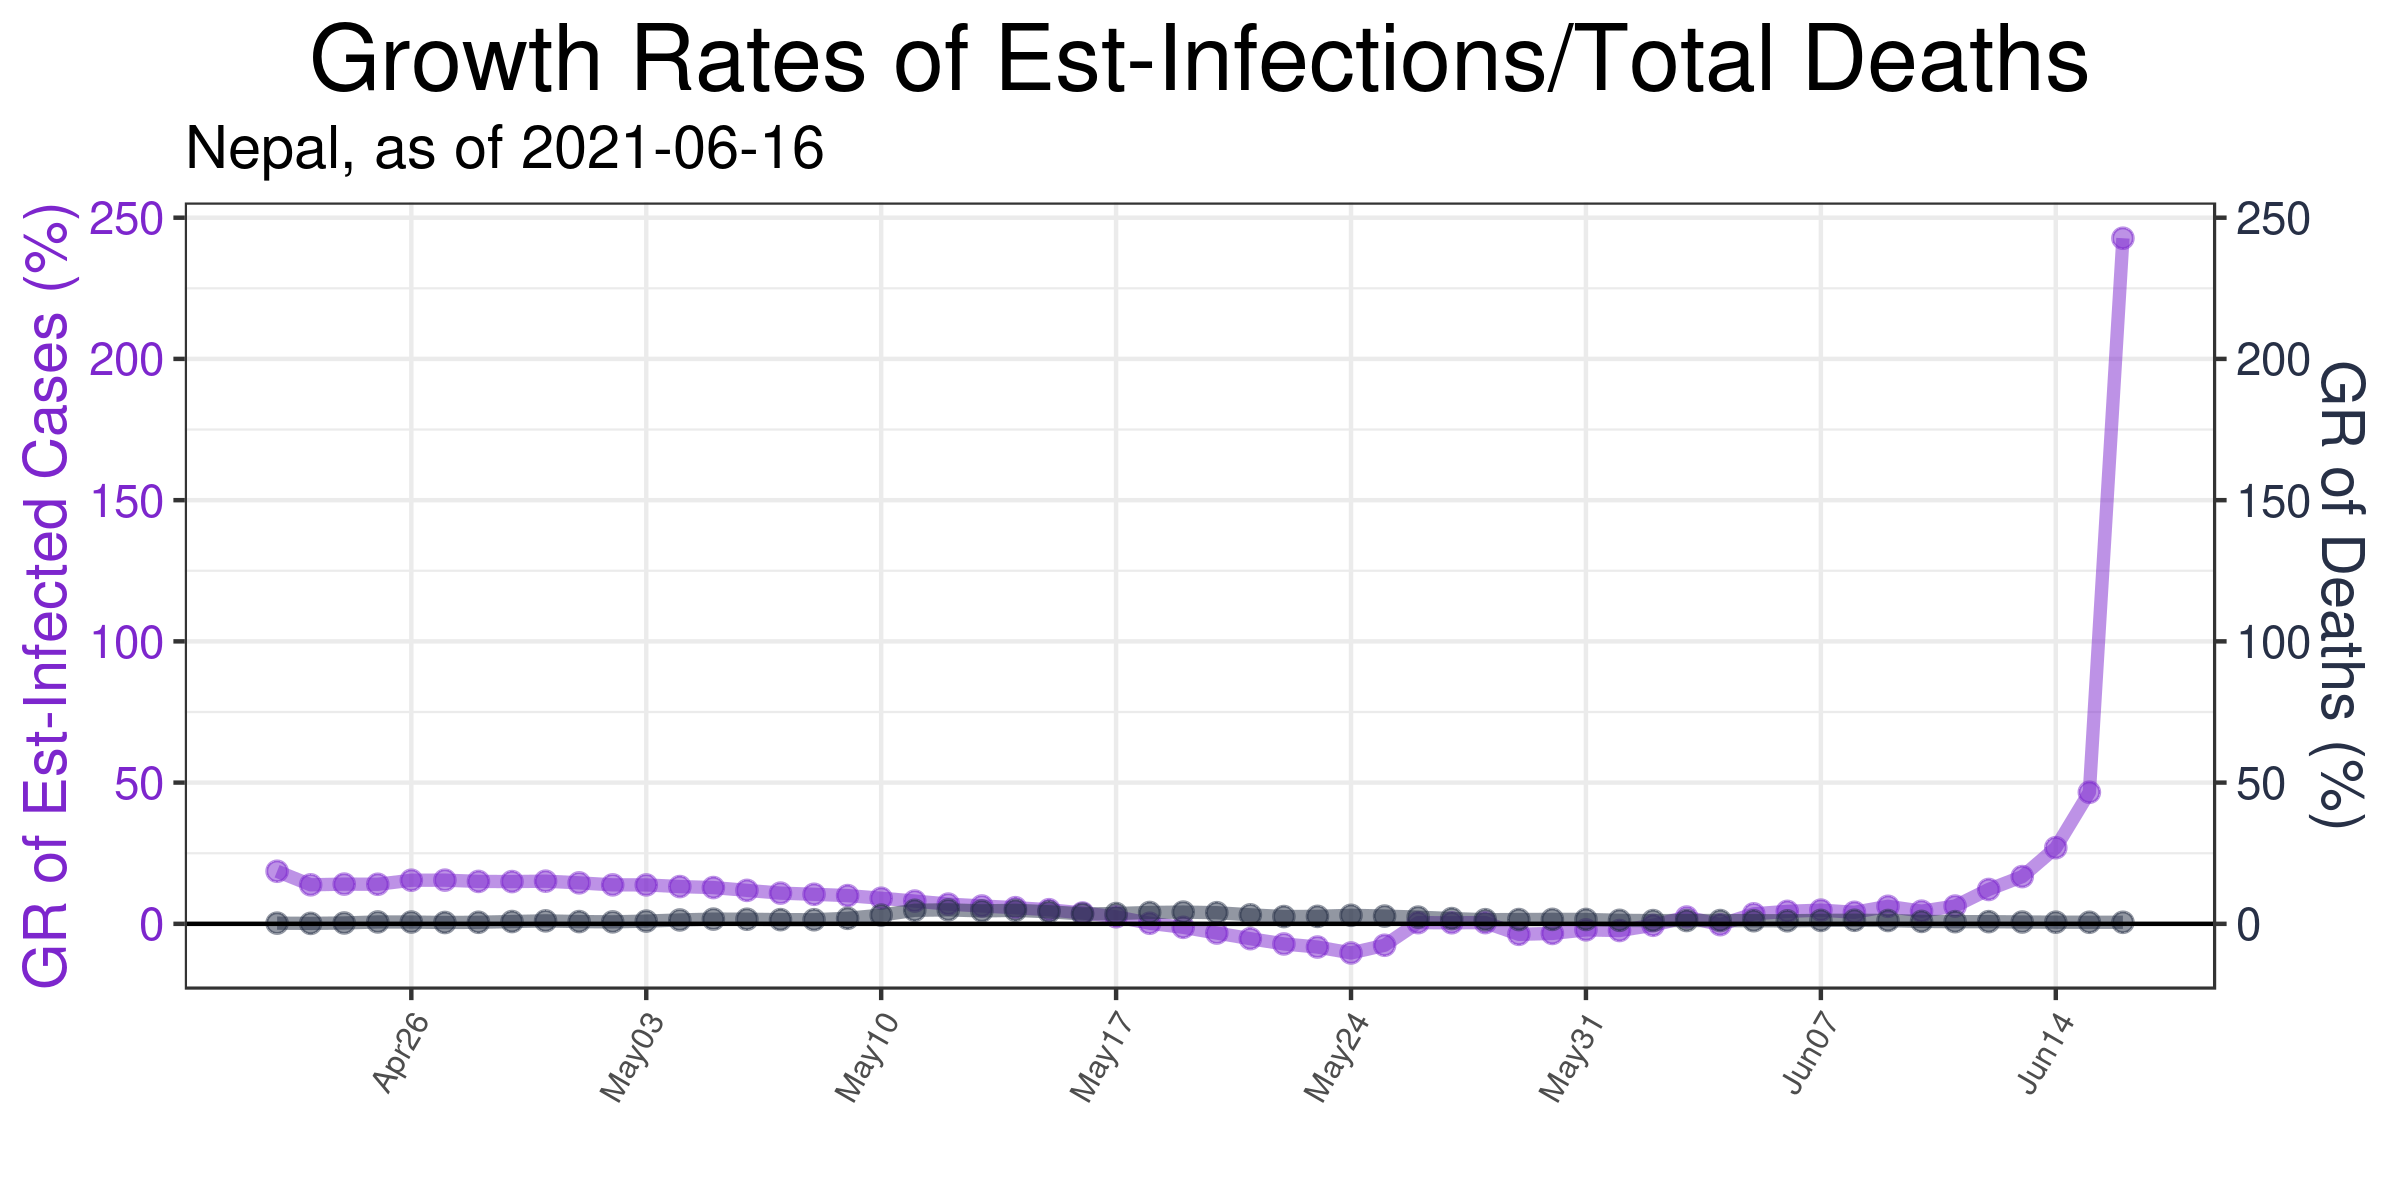 Growth Rates of Est-Infections/Total Deaths
Nepal, as of 2021-06-16
GR of Est-Infected Cases (%)
250
200
150
100
50
0
250
200
150
100
50
0
GR of Deaths (%)
Apr26
May03
May10
May17
May24
May31
Jun07
Jun14